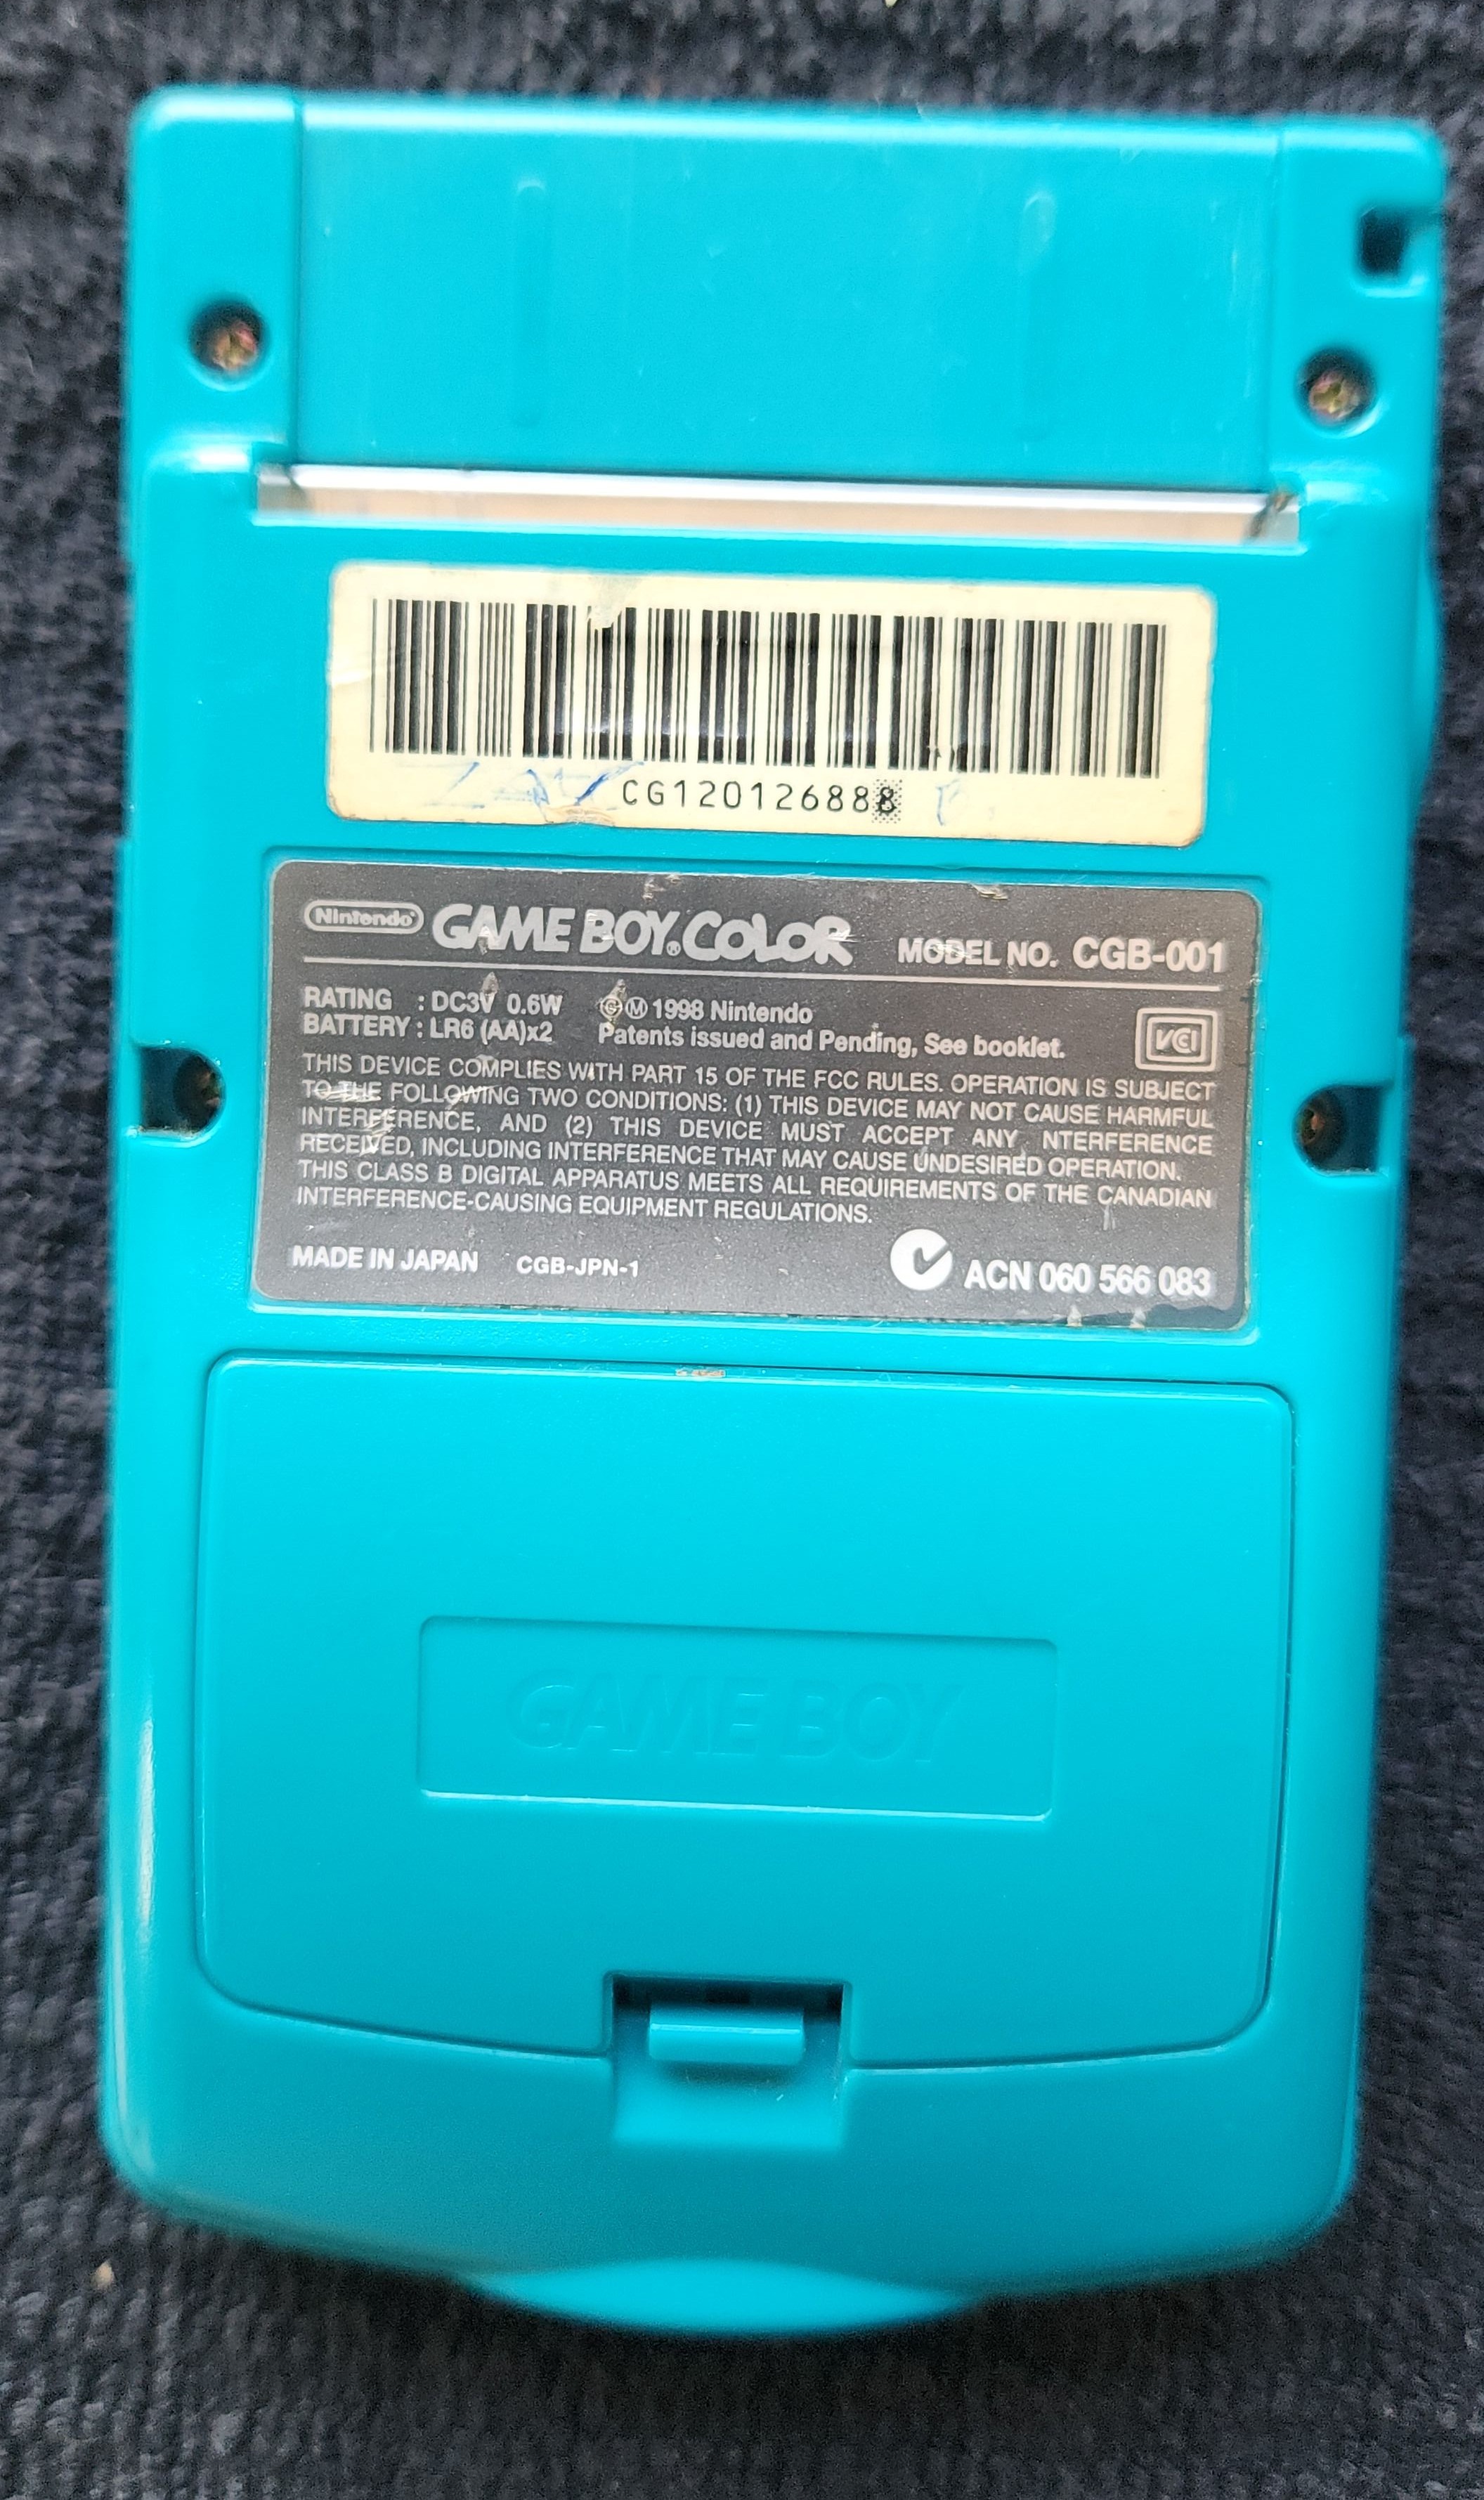 CG120126888
Nintendo® GAME BOY® COLOR MODEL NO. CGB-001
RATING : DC3V 0.6W ©Ⓜ 1998 Nintendo
BATTERY : LR6 (AA)x2 Patents issued and Pending, See booklet.
VCI
THIS DEVICE COMPLIES WITH PART 15 OF THE FCC RULES. OPERATION IS SUBJECT
TO THE FOLLOWING TWO CONDITIONS: (1) THIS DEVICE MAY NOT CAUSE HARMFUL
INTERFERENCE, AND (2) THIS DEVICE MUST ACCEPT ANY NTERFERENCE
RECEIVED, INCLUDING INTERFERENCE THAT MAY CAUSE UNDESIRED OPERATION.
THIS CLASS B DIGITAL APPARATUS MEETS ALL REQUIREMENTS OF THE CANADIAN
INTERFERENCE-CAUSING EQUIPMENT REGULATIONS.
MADE IN JAPAN CGB-JPN-1 ACN 060 566 083
GAME BOY